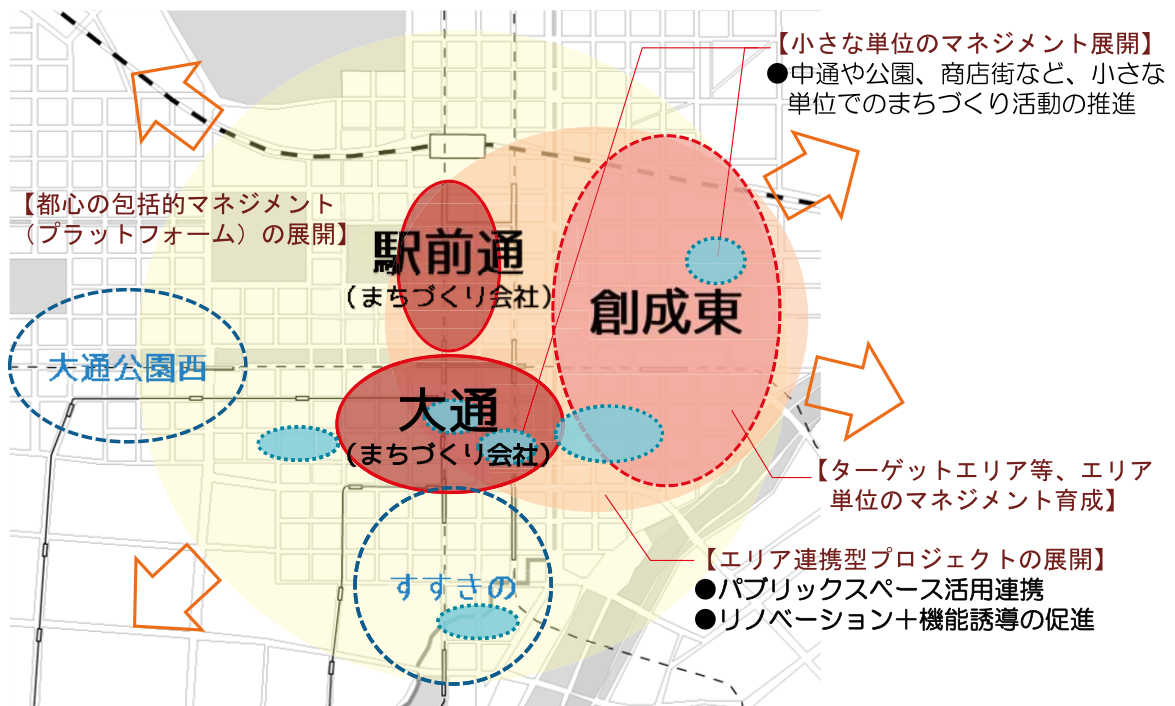 【小さな単位のマネジメント展開】
●中通や公園、商店街など、小さな
単位でのまちづくり活動の推進
【都心の包括的マネジメント
（プラットフォーム）の展開】
駅前通
（まちづくり会社）
創成東
大通公園西
大通
（まちづくり会社）
【ターゲットエリア等、エリア
単位のマネジメント育成】
【エリア連携型プロジェクトの展開】
●パブリックスペース活用連携
●リノベーション＋機能誘導の促進
すすきの